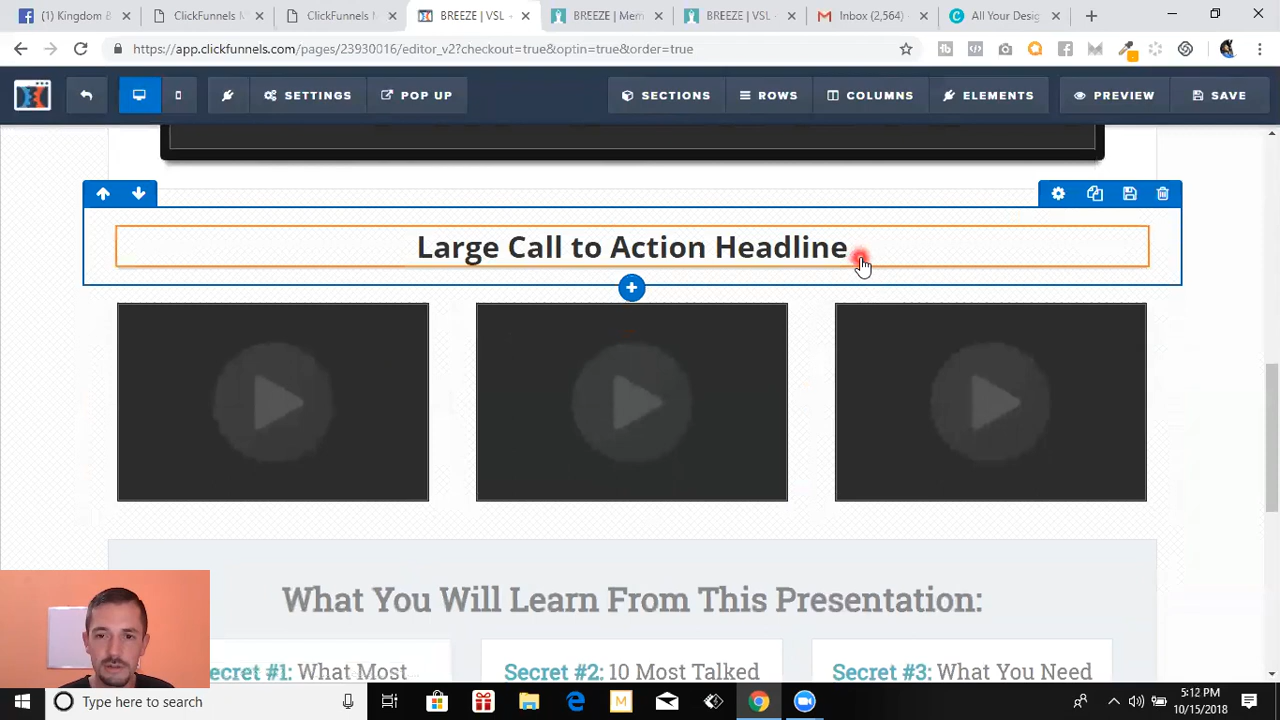 (1) Kingdom B
ClickFunnels M
ClickFunnels M
BREEZE | VSL +
BREEZE | Mem
BREEZE | VSL -
Inbox (2,564) -
All Your Desig
https://app.clickfunnels.com/pages/23930016/editor_v2?checkout=true&optin=true&order=true
SETTINGS
POP UP
SECTIONS
ROWS
COLUMNS
ELEMENTS
PREVIEW
SAVE
Large Call to Action Headline
What You Will Learn From This Presentation:
ecret #1: What Most
Secret #2: 10 Most Talked
Secret #3: What You Need
Type here to search
5:12 PM
10/15/2018